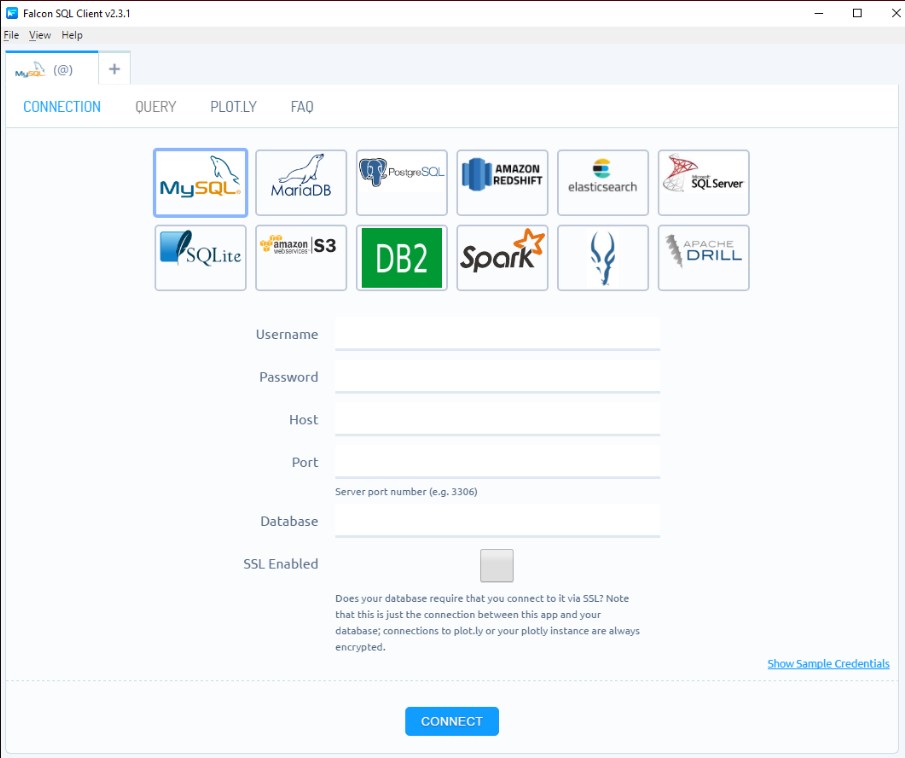 Falcon SQL Client v2.3.1
File View Help
MySQL (@) +
CONNECTION QUERY PLOT.LY FAQ
MySQL MariaDB PostgreSQL AMAZON REDSHIFT elasticsearch Microsoft SQL Server
SQLite amazon web services S3 DB2 Spark APACHE DRILL
Username
Password
Host
Port
Server port number (e.g. 3306)
Database
SSL Enabled
Does your database require that you connect to it via SSL? Note
that this is just the connection between this app and your
database; connections to plot.ly or your plotly instance are always
encrypted.
Show Sample Credentials
CONNECT